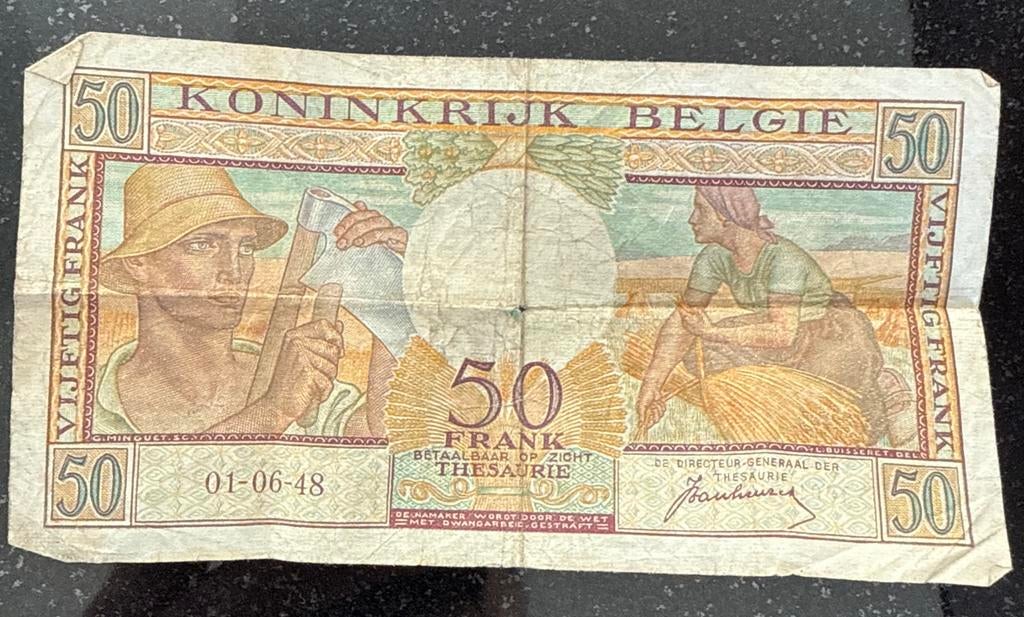 50 KONINKRIJK BELGIE 50
VIJFTIG FRANK
VIJFTIG FRANK
50
FRANK
BETAALBAAR OP ZICHT
THESAURIE
C. MINGUET. SC.
L. BUISSERET. DEL.
50
01-06-48
DE DIRECTEUR-GENERAAL DER
THESAURIE
50
DE NAMAKER WORDT DOOR DE WET
MET DWANGARBEID GESTRAFT